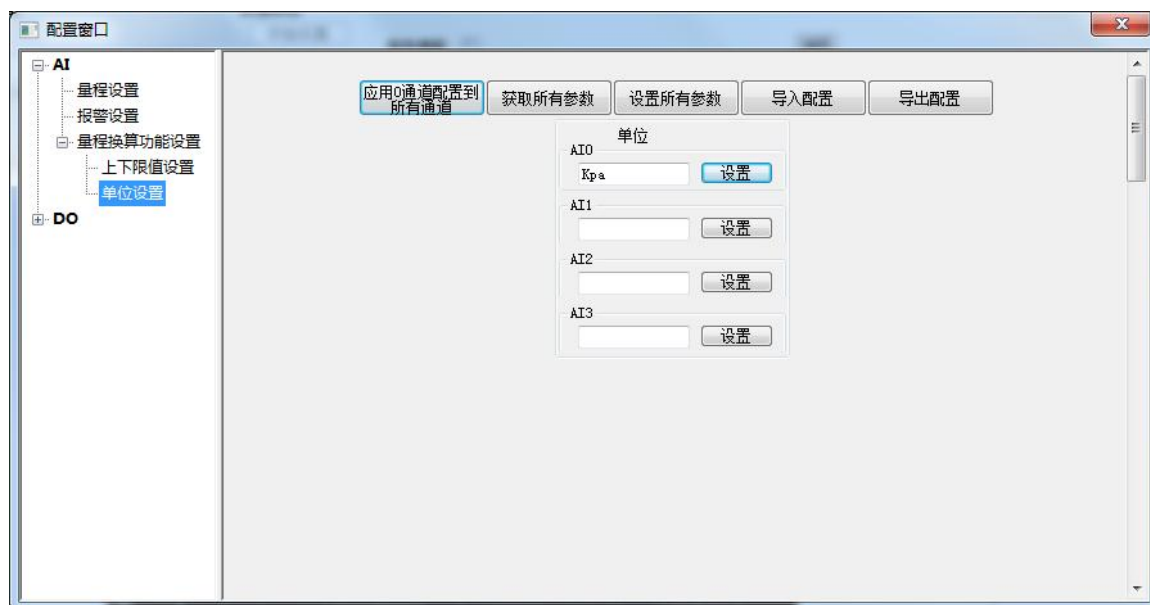 配置窗口
AI
量程设置
报警设置
量程换算功能设置
上下限值设置
单位设置
DO
应用0通道配置到
所有通道
获取所有参数
设置所有参数
导入配置
导出配置
单位
AI0
Kpa
设置
AI1
设置
AI2
设置
AI3
设置